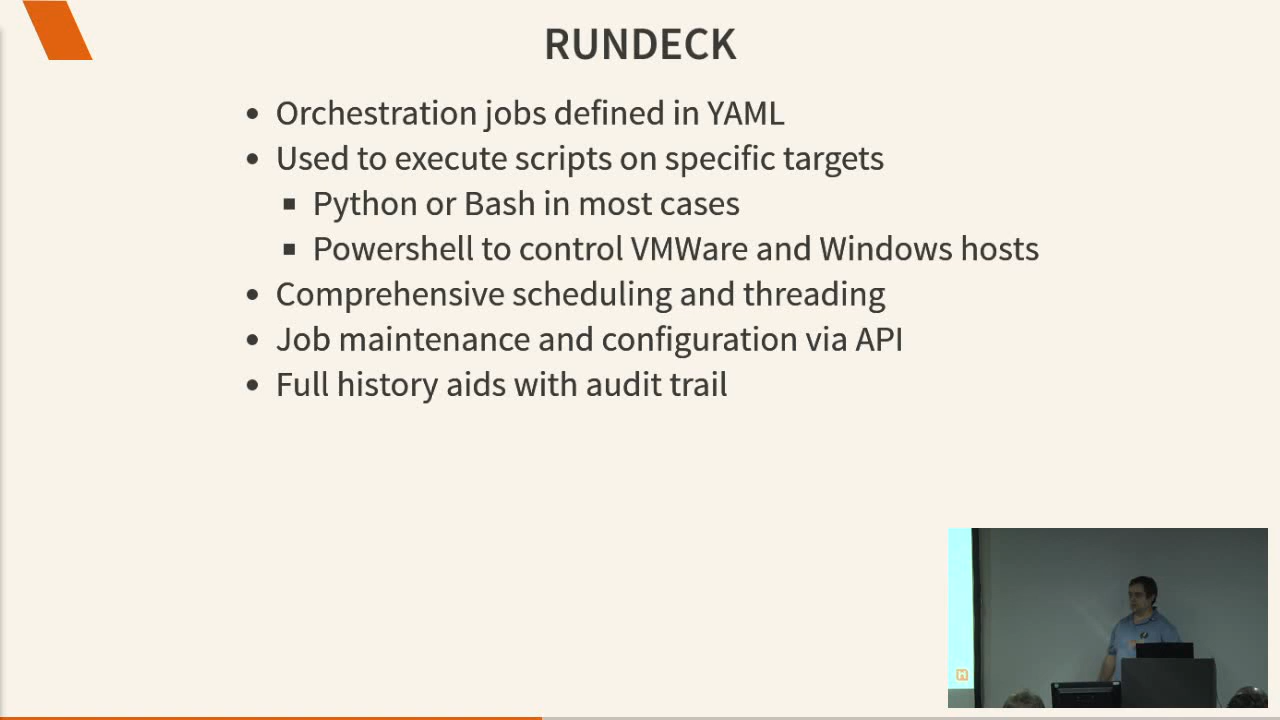 RUNDECK
Orchestration jobs defined in YAML
Used to execute scripts on specific targets
Python or Bash in most cases
Powershell to control VMWare and Windows hosts
Comprehensive scheduling and threading
Job maintenance and configuration via API
Full history aids with audit trail